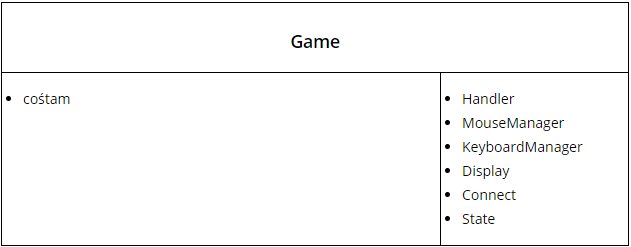 Game
cośtam
Handler
MouseManager
KeyboardManager
Display
Connect
State